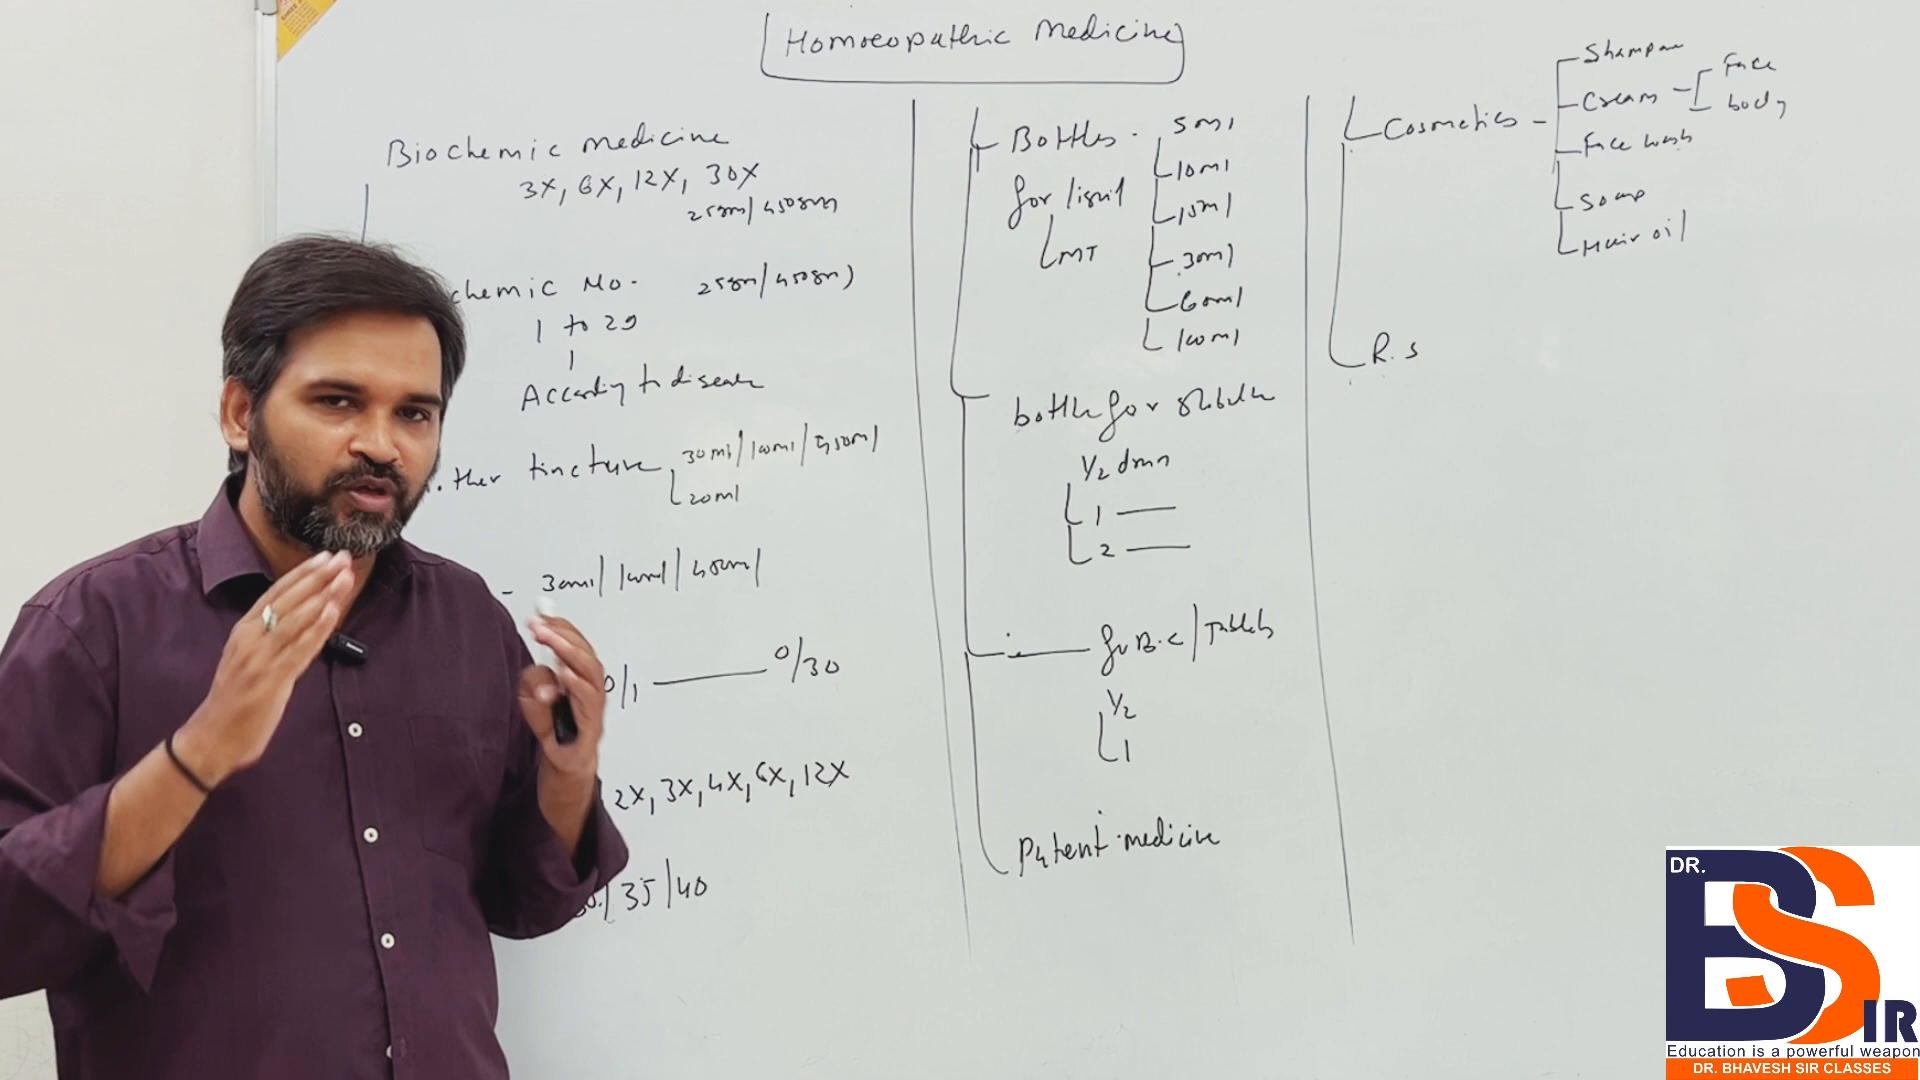 Homoeopathic Medicine
Biochemic medicine
3X, 6X, 12X, 30X
25gm/450gm
chemic No.
25gm/450gm)
1 to 29
According to disease
ther tincture
30ml/100ml/450ml
20ml
- 30ml/100ml/450ml
0/1 — 0/30
2X, 3X, 4X, 6X, 12X
/35/40
Bottles -
for liquid
MT
5ml
10ml
15ml
30ml
60ml
100ml
bottle for globule
1/2 dram
1 —
2 —
for B.C/Tablets
1/2
1
Patent medicine
Cosmetics -
Shampoo
Cream -
Face
body
Face wash
Soap
Hair oil
R.S
DR.
BSIR
Education is a powerful weapon
DR. BHAVESH SIR CLASSES